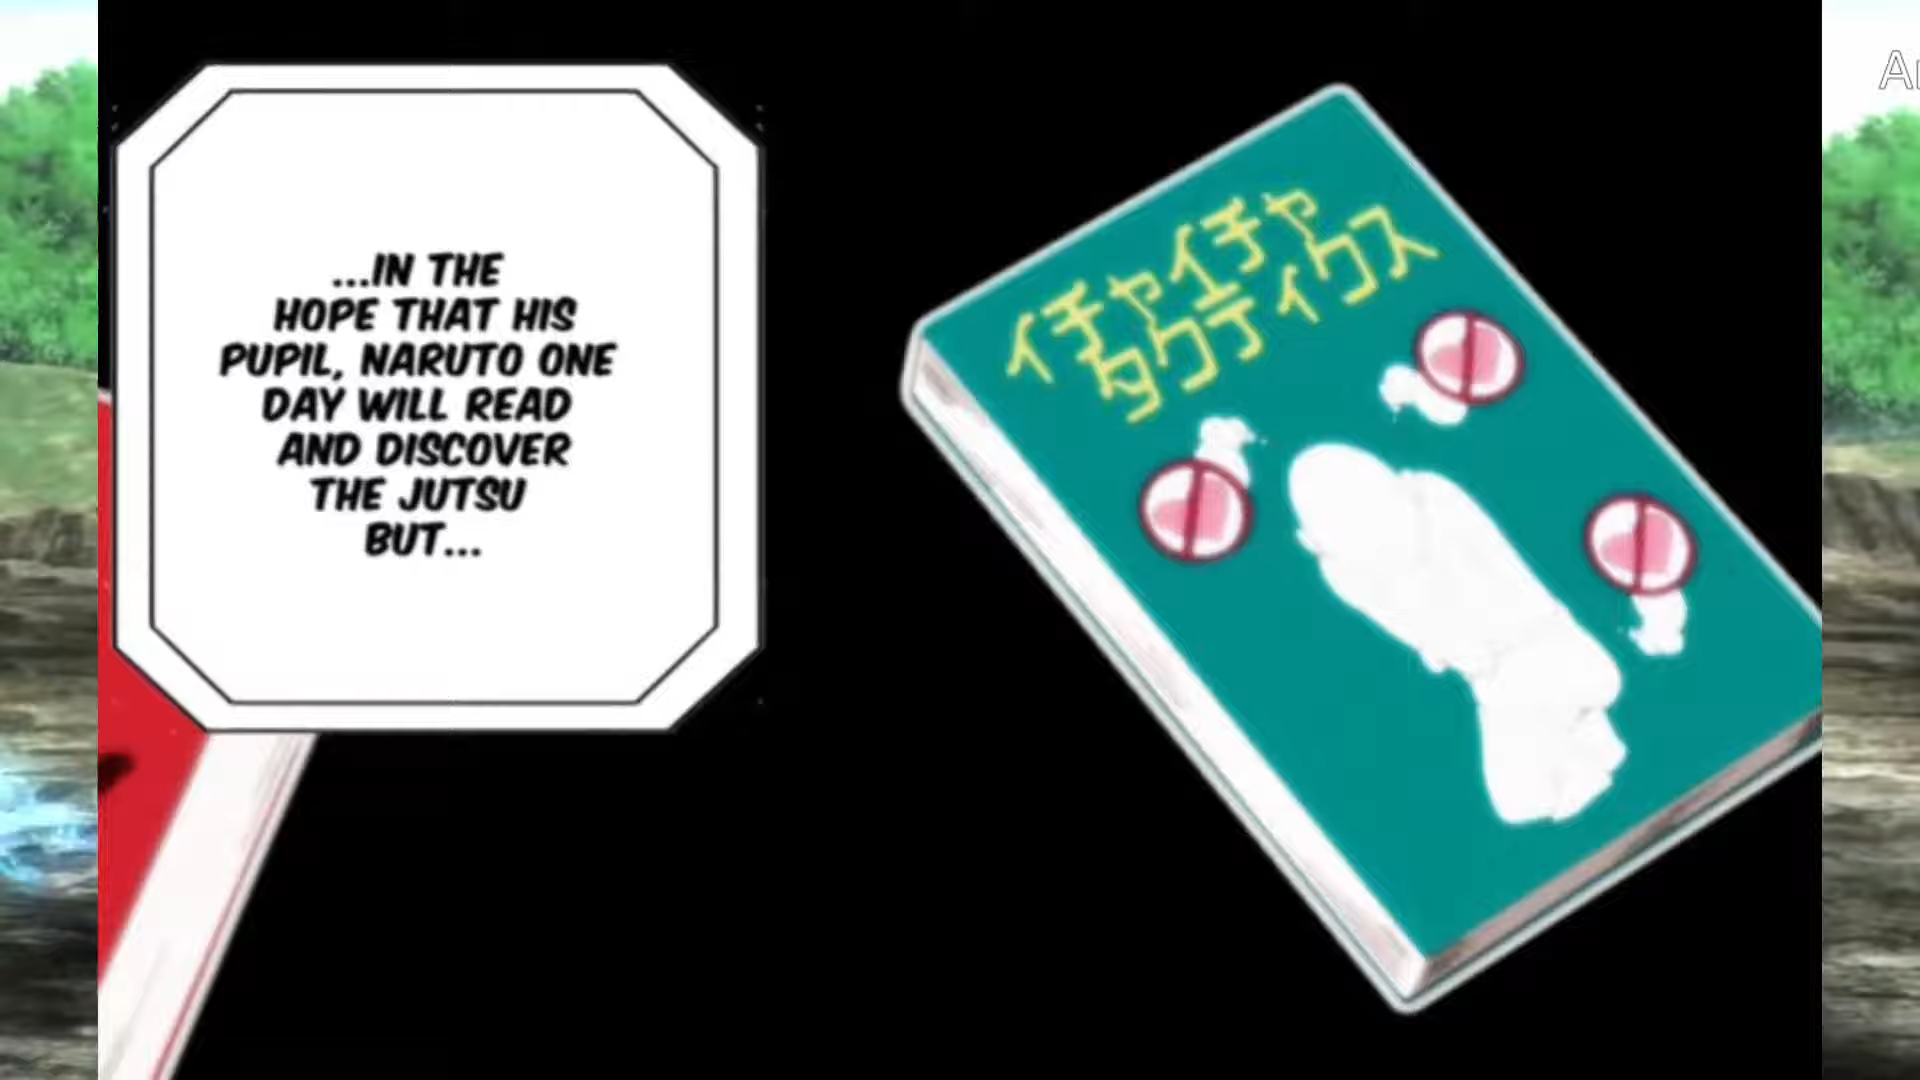 ...IN THE
HOPE THAT HIS
PUPIL, NARUTO ONE
DAY WILL READ
AND DISCOVER
THE JUTSU
BUT...
イチャイチャ
タクティクス